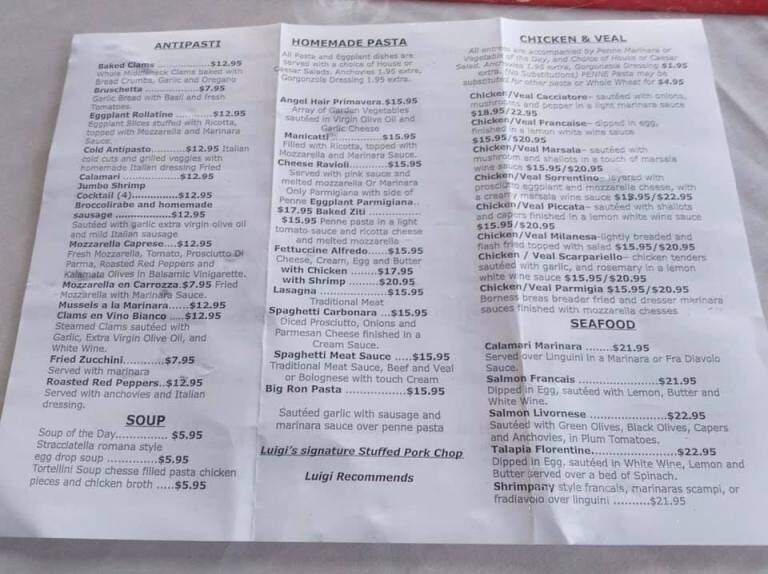 ANTIPASTI
Baked Clams ................$12.95
Whole Middleneck Clams baked with
Bread Crumbs, Garlic and Oregano
Bruschetta ................$7.95
Garlic Bread with Basil and fresh
Tomatoes.
Eggplant Rollatine ....$12.95
Eggplant Slices stuffed with Ricotta,
topped with Mozzarella and Marinara
Sauce.
Cold Antipasto............$12.95 Italian
cold cuts and grilled veggies with
homemade Italian dressing Fried
Calamari ..................$12.95
Jumbo Shrimp
Cocktail (4)..............$12.95
Broccolirabe and homemade
sausage .................$12.95
Sautéed with garlic extra virgin olive oil
and mild Italian sausage
Mozzarella Caprese....$12.95
Fresh Mozzarella, Tomato, Prosciutto Di
Parma, Roasted Red Peppers and
Kalamata Olives in Balsamic Vinigarette.
Mozzarella en Carrozza.$7.95 Fried
Mozzarella with Marinara Sauce.
Mussels a la Marinara......$12.95
Clams en Vino Bianco .....$12.95
Steamed Clams sautéed with
Garlic, Extra Virgin Olive Oil, and
White Wine.
Fried Zucchini............$7.95
Served with marinara
Roasted Red Peppers..$12.95
Served with anchovies and Italian
dressing.
SOUP
Soup of the Day.............. $5.95
Stracciatella romana style
egg drop soup ..............$5.95
Tortellini Soup chesse filled pasta chicken
pieces and chicken broth .....$5.95
HOMEMADE PASTA
All Pasta and Eggplent dishes are
served with a choice of House or
Caesar Salads. Anchovies 1.95 extre,
Gorgonzole Dressing 1.95 extre.
Angel Hair Primavera.$15.95
Array of Garden Vegetables
sautéed in Virgin Olive Oil and
Garlic Cheese
Manicatti................$15.95
Filled with Ricotta, topped with
Mozzarella and Marinera Sauce.
Cheese Ravioli............$15.95
Served with pink sauce and
melted mozzarella Or Marinara
Only Parmigiana with side of
Penne Eggplant Parmigiana..
$17.95 Baked Ziti ..............
$15.95 Penne pasta in a light
tomato sauce and ricotta cheese
and melted mozzarella
Fettuccine Alfredo......$15.95
Cheese, Cream, Egg and Butter
with Chicken .......$17.95
with Shrimp ........$20.95
Lasagna ..................$15.95
Traditional Meat
Spaghetti Carbonara ...$15.95
Diced Prosciutto, Onions and
Parmesan Cheese finished in a
Cream Sauce.
Spaghetti Meat Sauce .....$15.95
Traditional Meat Sauce, Beef and Veal
or Bolognese with touch Cream
Big Ron Pasta ................$15.95
Sautéed garlic with sausage and
marinara sauce over penne pasta
Luigi's signature Stuffed Pork Chop
Luigi Recommends
CHICKEN & VEAL
All entrees are accompanied by Penne Marinara or
Vegetable of the Day, and Choice of House or Caesar
Salad. Anchovies 1.95 extre, Gorgonzale Dressing $1.95
extre. (No Substitutions) PENNE Pasta may be
substitutes for other pasta or Whole Wheat for $4.95
Chicken/Veal Cacciatore– sautéed with onions,
mushrooms and pepper in a light marinara sauce
$18.95/22.95
Chicken/Veal Francaise– dipped in egg,
finished in a lemon white wine sauce
$15.95/$20.95
Chicken/Veal Marsala– sautéed with
mushroom and shallots in a touch of marsala
wine sauce $15.95/$20.95
Chicken/Veal Sorrentino– layered with
prosciutto eggplant and mozzarella cheese, with
a creamy marsala wine sauce $19.95/$22.95
Chicken/Veal Piccata– sautéed with shallots
and capers finished in a lemon white wine sauce
$15.95/$20.95
Chicken/Veal Milanesa-lightly breaded and
flash fried topped with salad $15.95/$20.95
Chicken / Veal Scarpariello– chicken tenders
sautéed with garlic, and rosemary in a lemon
white wine sauce $15.95/$20.95
Chicken/Veal Parmigia $15.95/$20.95
Borness breas breader fried and dresser merinara
sauces finished with mozzarella chesses
SEAFOOD
Calamari Marinara .......$21.95
Served over Linguini in a Marinara or Fra Diavolo
Sauce.
Salmon Francais .......................$21.95
Dipped in Egg, sautéed with Lemon, Butter and
White Wine.
Salmon Livornese ......................$22.95
Sautéed with Green Olives, Black Olives, Capers
and Anchovies, in Plum Tomatoes.
Talapia Florentine........................$22.95
Dipped in Egg, sautéed in White Wine, Lemon and
Butter served over a bed of Spinach.
Shrimpany style francais, marinaras scampi, or
fradiavolo over linguini ..........$21.95